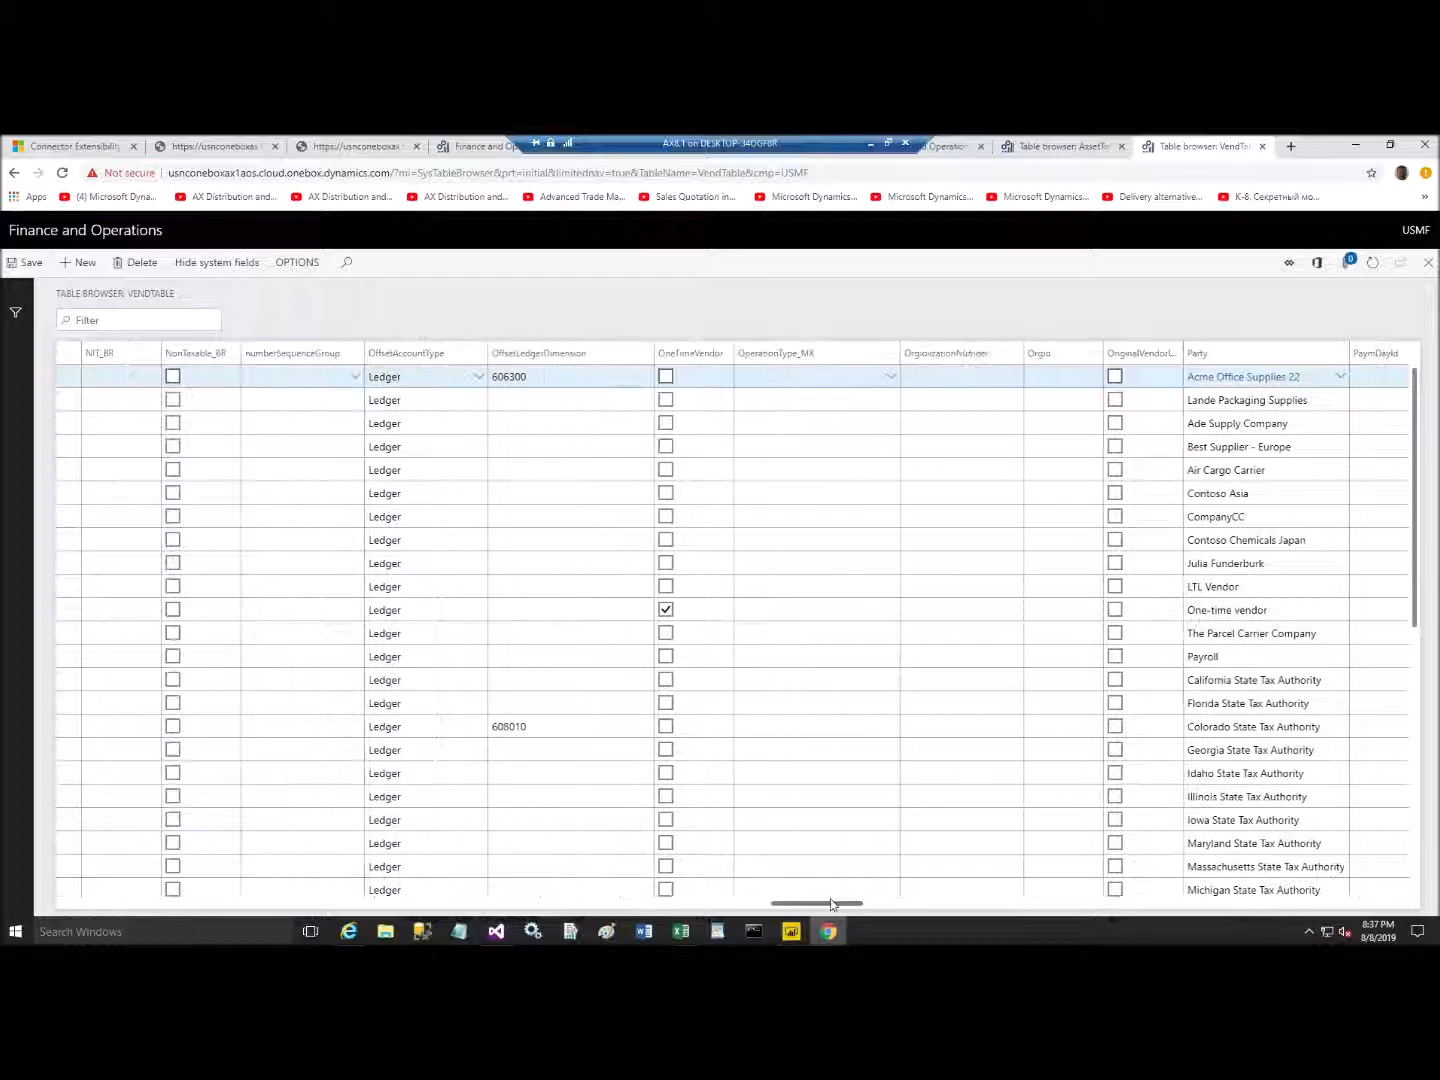 Connector Extensibility
https://usnconeboxax
https://usnconeboxax
Finance and Op
AX8.1 on DESKTOP-34QGF8R
Operation
Table browser: AssetTa
Table browser: VendTal
Not secure
usnconeboxax1aos.cloud.onebox.dynamics.com/?mi=SysTableBrowser&prt=initial&limitednav=true&TableName=VendTable&cmp=USMF
Apps
(4) Microsoft Dyna...
AX Distribution and...
AX Distribution and...
AX Distribution and...
Advanced Trade Ma...
Sales Quotation in...
Microsoft Dynamics...
Microsoft Dynamics...
Microsoft Dynamics...
Delivery alternative...
K-8. Секретный мо...
»
Finance and Operations
USMF
Save
New
Delete
Hide system fields
OPTIONS
0
TABLE BROWSER: VENDTABLE
Filter
NIT_BR NonTaxable_BR numberSequenceGroup OffsetAccountType OffsetLedgerDimension OneTimeVendor OperationType_MX OrganizationNumber OrgId OriginalVendorI... Party PaymDayId
Ledger 606300 Acme Office Supplies 22
Ledger Lande Packaging Supplies
Ledger Ade Supply Company
Ledger Best Supplier - Europe
Ledger Air Cargo Carrier
Ledger Contoso Asia
Ledger CompanyCC
Ledger Contoso Chemicals Japan
Ledger Julia Funderburk
Ledger LTL Vendor
Ledger One-time vendor
Ledger The Parcel Carrier Company
Ledger Payroll
Ledger California State Tax Authority
Ledger Florida State Tax Authority
Ledger 608010 Colorado State Tax Authority
Ledger Georgia State Tax Authority
Ledger Idaho State Tax Authority
Ledger Illinois State Tax Authority
Ledger Iowa State Tax Authority
Ledger Maryland State Tax Authority
Ledger Massachusetts State Tax Authority
Ledger Michigan State Tax Authority
Search Windows
8:37 PM
8/8/2019